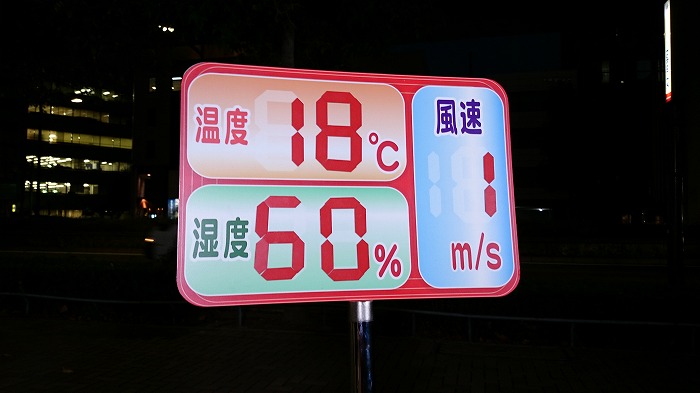 温度 18℃
湿度 60%
風速
1
m/s